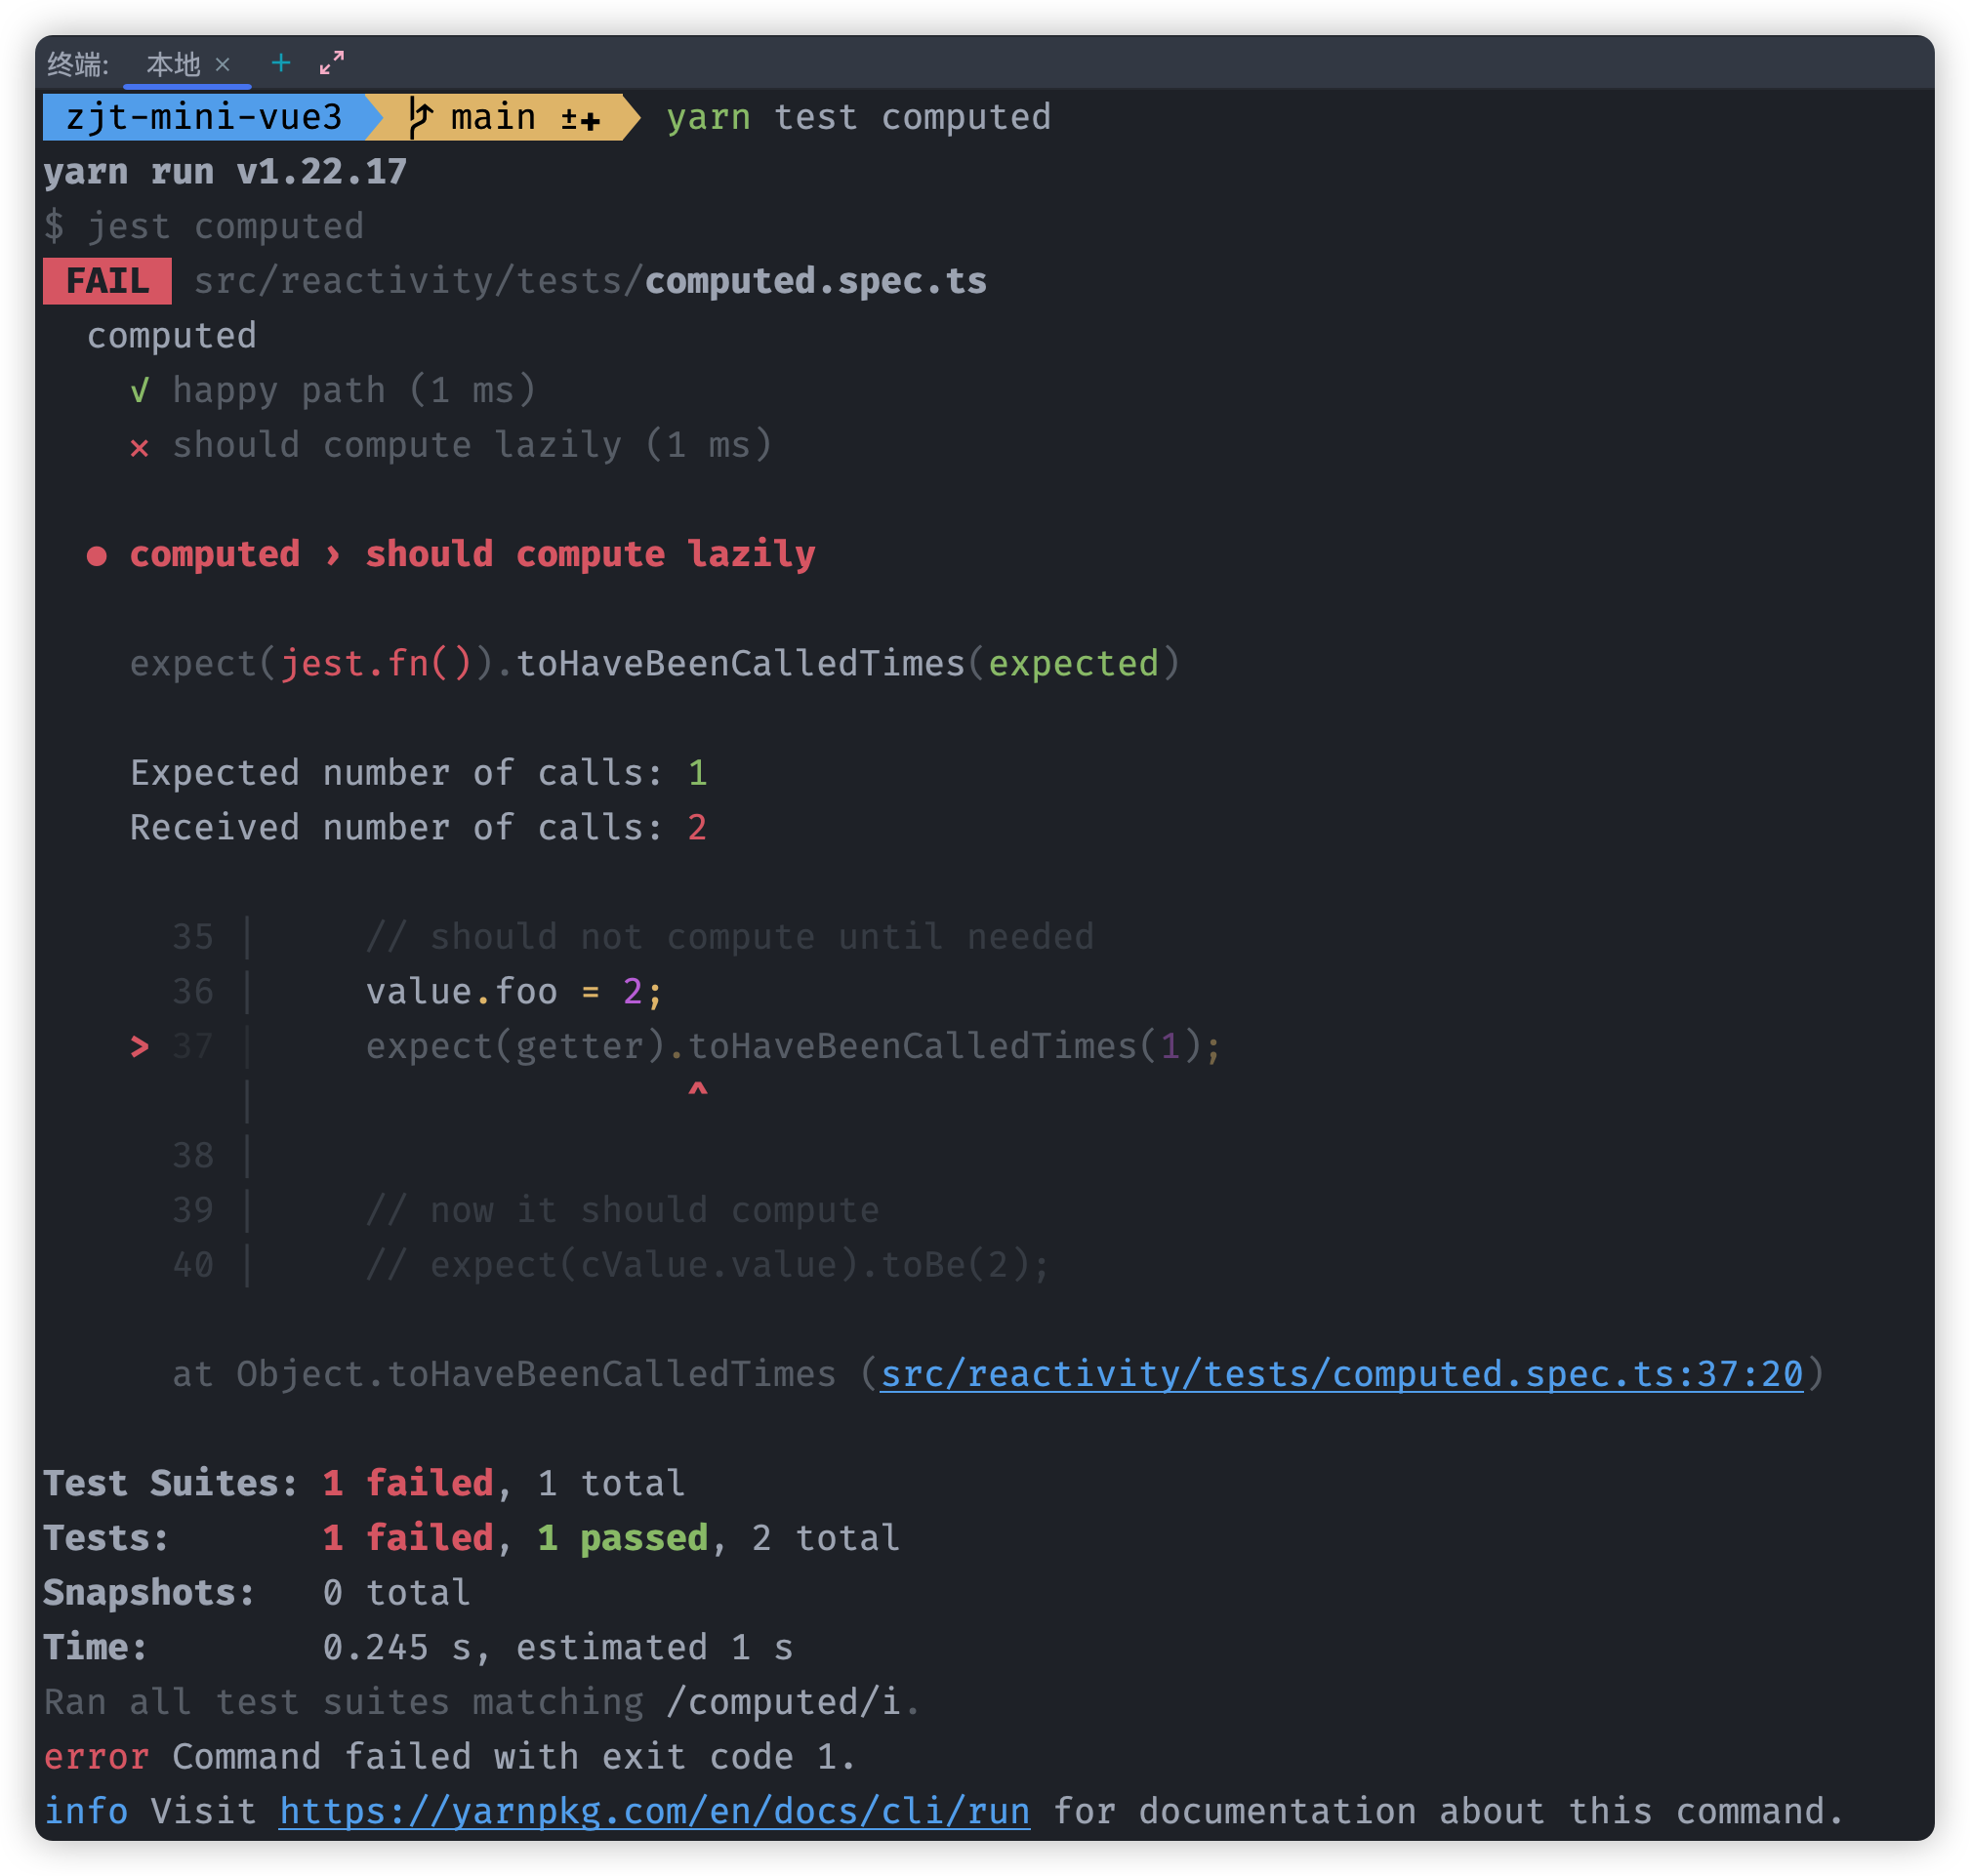 终端: 本地 × +
zjt-mini-vue3 main ±✚ yarn test computed
yarn run v1.22.17
$ jest computed
FAIL src/reactivity/tests/computed.spec.ts
computed
√ happy path (1 ms)
× should compute lazily (1 ms)
● computed › should compute lazily
expect(jest.fn()).toHaveBeenCalledTimes(expected)
Expected number of calls: 1
Received number of calls: 2
35 |     // should not compute until needed
36 |     value.foo = 2;
> 37 |     expect(getter).toHaveBeenCalledTimes(1);
|                    ^
38 |
39 |     // now it should compute
40 |     // expect(cValue.value).toBe(2);
at Object.toHaveBeenCalledTimes (src/reactivity/tests/computed.spec.ts:37:20)
Test Suites: 1 failed, 1 total
Tests:       1 failed, 1 passed, 2 total
Snapshots:   0 total
Time:        0.245 s, estimated 1 s
Ran all test suites matching /computed/i.
error Command failed with exit code 1.
info Visit https://yarnpkg.com/en/docs/cli/run for documentation about this command.